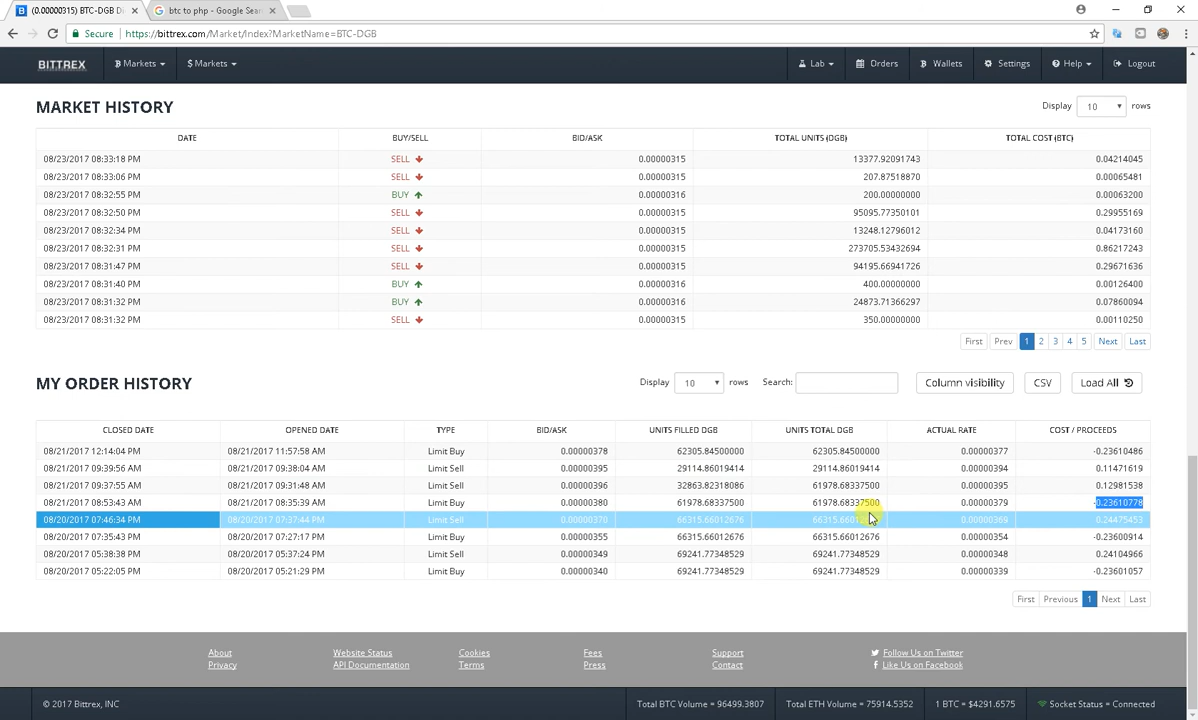 (0.00000315) BTC-DGB D
btc to php - Google Sear
Secure https://bittrex.com/Market/Index?MarketName=BTC-DGB
BITTREX B Markets $ Markets Lab Orders Wallets Settings Help Logout
MARKET HISTORY Display 10 rows
DATE BUY/SELL BID/ASK TOTAL UNITS (DGB) TOTAL COST (BTC)
08/23/2017 08:33:18 PM SELL 0.00000315 13377.92091743 0.04214045
08/23/2017 08:33:06 PM SELL 0.00000315 207.87518870 0.00065481
08/23/2017 08:32:55 PM BUY 0.00000316 200.00000000 0.00063200
08/23/2017 08:32:50 PM SELL 0.00000315 95095.77350101 0.29955169
08/23/2017 08:32:34 PM SELL 0.00000315 13248.12796012 0.04173160
08/23/2017 08:32:31 PM SELL 0.00000315 273705.53432694 0.86217243
08/23/2017 08:31:47 PM SELL 0.00000315 94195.66941726 0.29671636
08/23/2017 08:31:40 PM BUY 0.00000316 400.00000000 0.00126400
08/23/2017 08:31:32 PM BUY 0.00000316 24873.71366297 0.07860094
08/23/2017 08:31:32 PM SELL 0.00000315 350.00000000 0.00110250
First Prev 1 2 3 4 5 Next Last
MY ORDER HISTORY Display 10 rows Search: Column visibility CSV Load All
CLOSED DATE OPENED DATE TYPE BID/ASK UNITS FILLED DGB UNITS TOTAL DGB ACTUAL RATE COST / PROCEEDS
08/21/2017 12:14:04 PM 08/21/2017 11:57:58 AM Limit Buy 0.00000378 62305.84500000 62305.84500000 0.00000377 -0.23610486
08/21/2017 09:39:56 AM 08/21/2017 09:38:04 AM Limit Sell 0.00000395 29114.86019414 29114.86019414 0.00000394 0.11471619
08/21/2017 09:37:55 AM 08/21/2017 09:35:18 AM Limit Sell 0.00000396 32863.82318086 61978.68337500 0.00000395 0.12981538
08/21/2017 08:53:43 AM 08/21/2017 08:35:39 AM Limit Buy 0.00000380 61978.68337500 61978.68337500 0.00000379 -0.23610778
08/20/2017 07:46:34 PM 08/20/2017 07:37:44 PM Limit Sell 0.00000370 66315.66012676 0.00000369 0.24475453
08/20/2017 07:35:43 PM 08/20/2017 07:27:17 PM Limit Buy 0.00000355 66315.66012676 66315.66012676 0.00000354 -0.23600914
08/20/2017 05:38:38 PM 08/20/2017 05:37:24 PM Limit Sell 0.00000349 69241.77348529 69241.77348529 0.00000348 0.24104966
08/20/2017 05:22:05 PM 08/20/2017 05:21:29 PM Limit Buy 0.00000340 69241.77348529 69241.77348529 0.00000339 -0.23601057
First Previous 1 Next Last
About Website Status Cookies Fees Support Follow Us on Twitter
Privacy API Documentation Terms Press Contact Like Us on Facebook
© 2017 Bittrex, INC Total BTC Volume = 96499.3807 Total ETH Volume = 75914.5352 1 BTC = $4291.6575 Socket Status = Connected